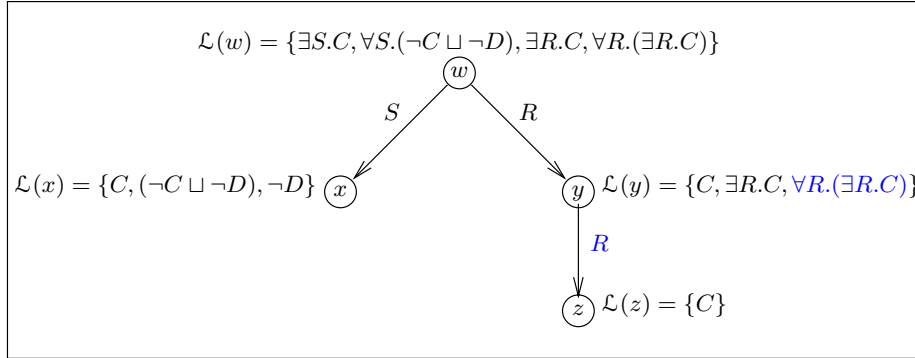 ℒ(w) = {∃S.C, ∀S.(¬C ⊔ ¬D), ∃R.C, ∀R.(∃R.C)}
w
S
R
ℒ(x) = {C, (¬C ⊔ ¬D), ¬D}
x
y
ℒ(y) = {C, ∃R.C, ∀R.(∃R.C)}
R
z
ℒ(z) = {C}